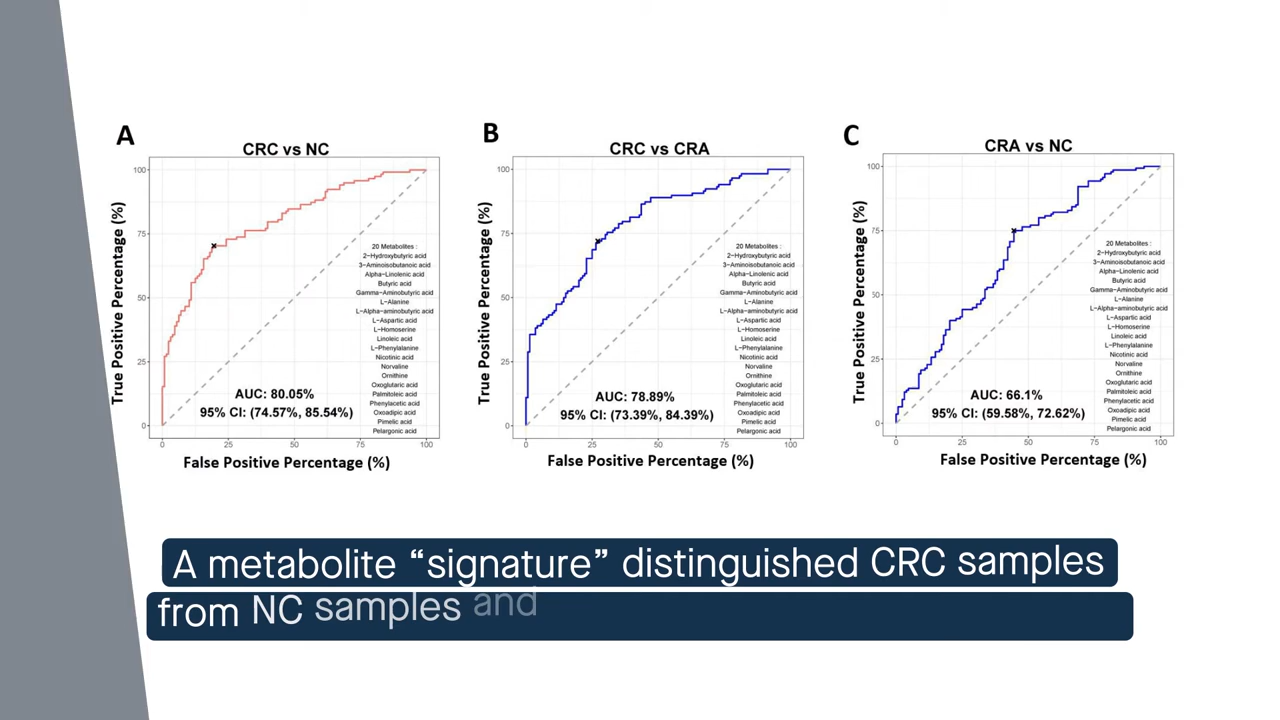 A
CRC vs NC
True Positive Percentage (%)
100
75
50
25
0
20 Metabolites :
2−Hydroxybutyric acid
3−Aminoisobutanoic acid
Alpha−Linolenic acid
Butyric acid
Gamma−Aminobutyric acid
L−Alanine
L−Alpha−aminobutyric acid
L−Aspartic acid
L−Homoserine
Linoleic acid
L−Phenylalanine
Nicotinic acid
Norvaline
Ornithine
Oxoglutaric acid
Palmitoleic acid
Phenylacetic acid
Oxoadipic acid
Pimelic acid
Pelargonic acid
AUC: 80.05%
95% CI: (74.57%, 85.54%)
0 25 50 75 100
False Positive Percentage (%)
B
CRC vs CRA
True Positive Percentage (%)
100
75
50
25
0
20 Metabolites :
2−Hydroxybutyric acid
3−Aminoisobutanoic acid
Alpha−Linolenic acid
Butyric acid
Gamma−Aminobutyric acid
L−Alanine
L−Alpha−aminobutyric acid
L−Aspartic acid
L−Homoserine
Linoleic acid
L−Phenylalanine
Nicotinic acid
Norvaline
Ornithine
Oxoglutaric acid
Palmitoleic acid
Phenylacetic acid
Oxoadipic acid
Pimelic acid
Pelargonic acid
AUC: 78.89%
95% CI: (73.39%, 84.39%)
0 25 50 75 100
False Positive Percentage (%)
C
CRA vs NC
True Positive Percentage (%)
100
75
50
25
0
20 Metabolites :
2−Hydroxybutyric acid
3−Aminoisobutanoic acid
Alpha−Linolenic acid
Butyric acid
Gamma−Aminobutyric acid
L−Alanine
L−Alpha−aminobutyric acid
L−Aspartic acid
L−Homoserine
Linoleic acid
L−Phenylalanine
Nicotinic acid
Norvaline
Ornithine
Oxoglutaric acid
Palmitoleic acid
Phenylacetic acid
Oxoadipic acid
Pimelic acid
Pelargonic acid
AUC: 66.1%
95% CI: (59.58%, 72.62%)
0 25 50 75 100
False Positive Percentage (%)
A metabolite “signature” distinguished CRC samples
from NC samples and